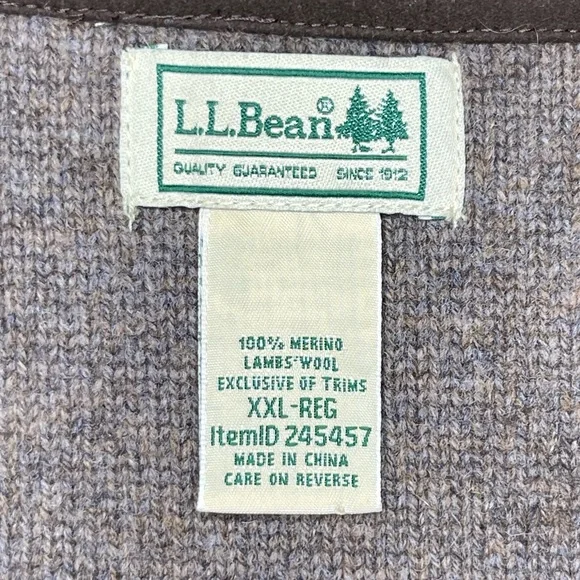 L.L.Bean®
QUALITY GUARANTEED SINCE 1912
100% MERINO
LAMBS'WOOL
EXCLUSIVE OF TRIMS
XXL-REG
ItemID 245457
MADE IN CHINA
CARE ON REVERSE